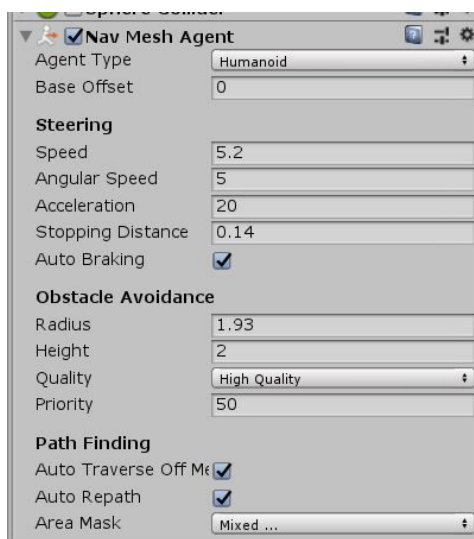 Sphere Collider
Nav Mesh Agent
Agent Type Humanoid
Base Offset 0
Steering
Speed 5.2
Angular Speed 5
Acceleration 20
Stopping Distance 0.14
Auto Braking
Obstacle Avoidance
Radius 1.93
Height 2
Quality High Quality
Priority 50
Path Finding
Auto Traverse Off Me
Auto Repath
Area Mask Mixed ...